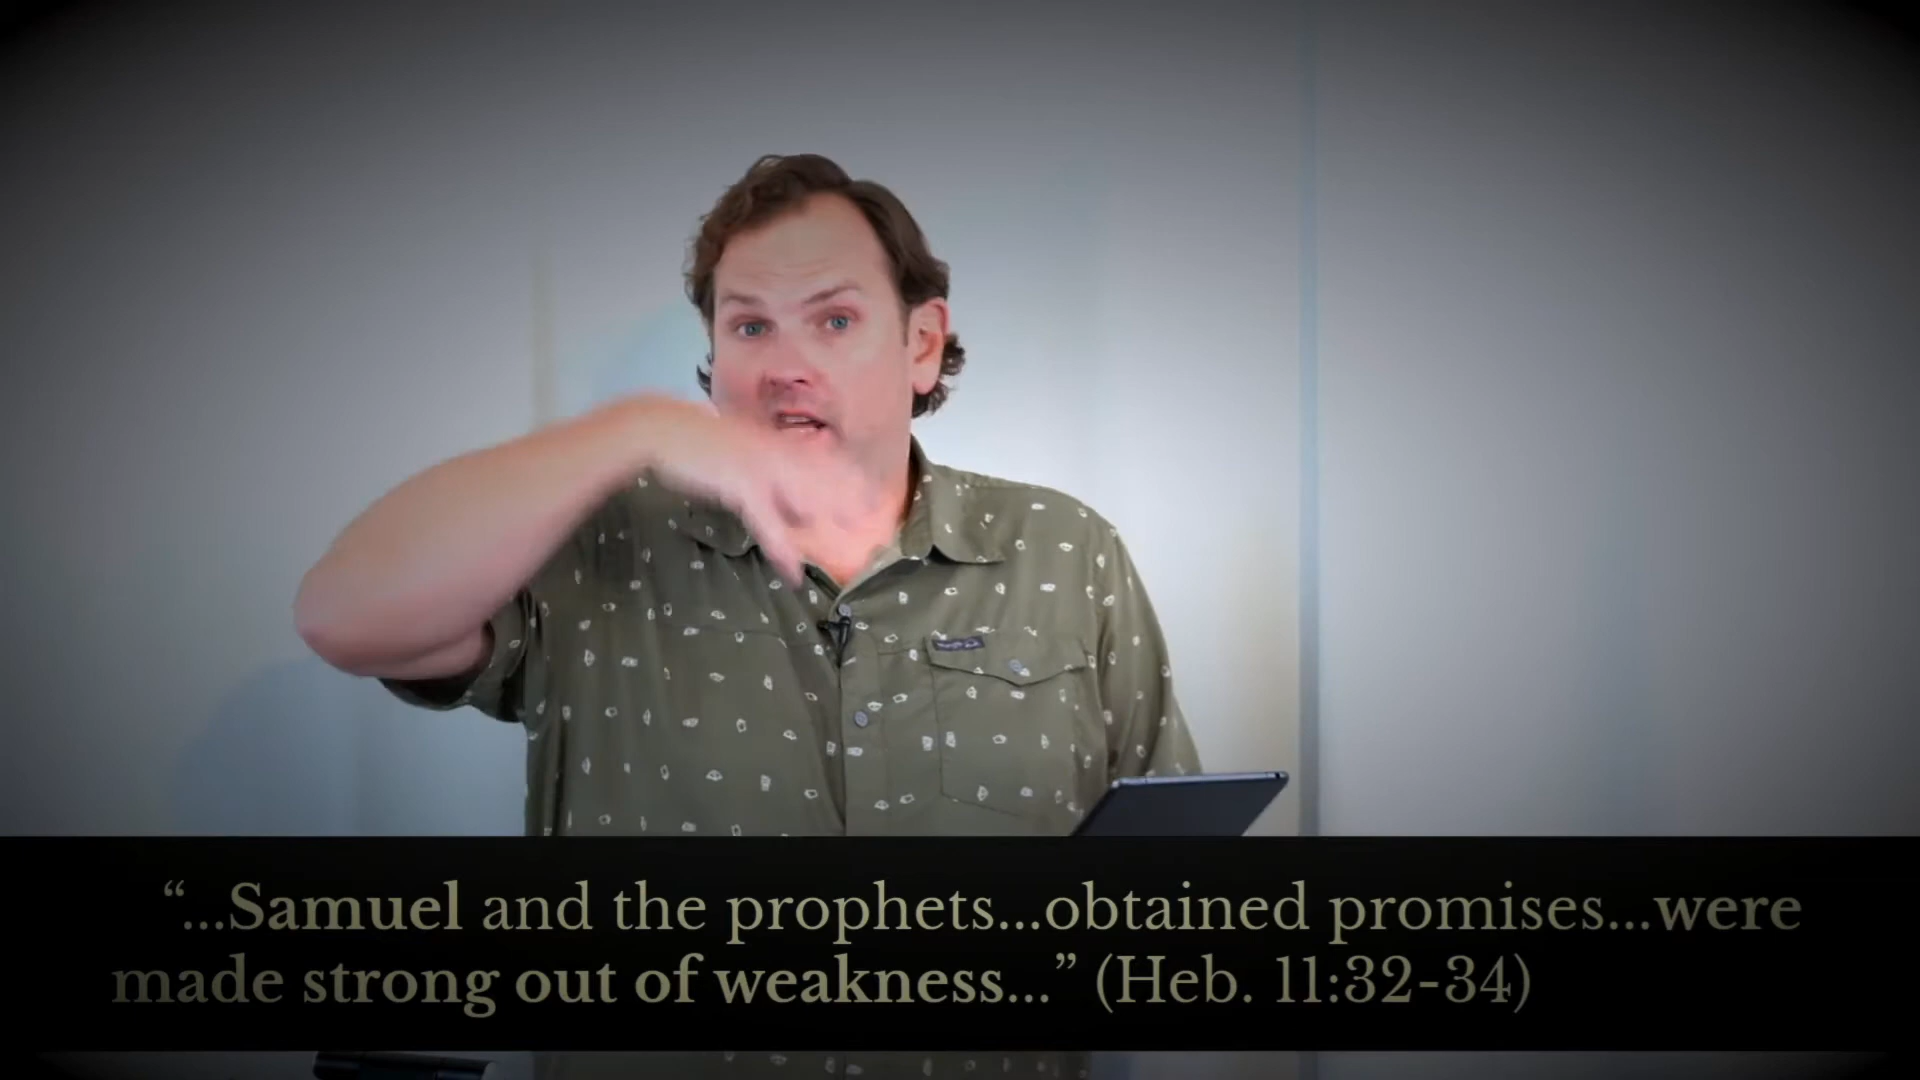 “...Samuel and the prophets...obtained promises...were
made strong out of weakness...” (Heb. 11:32-34)